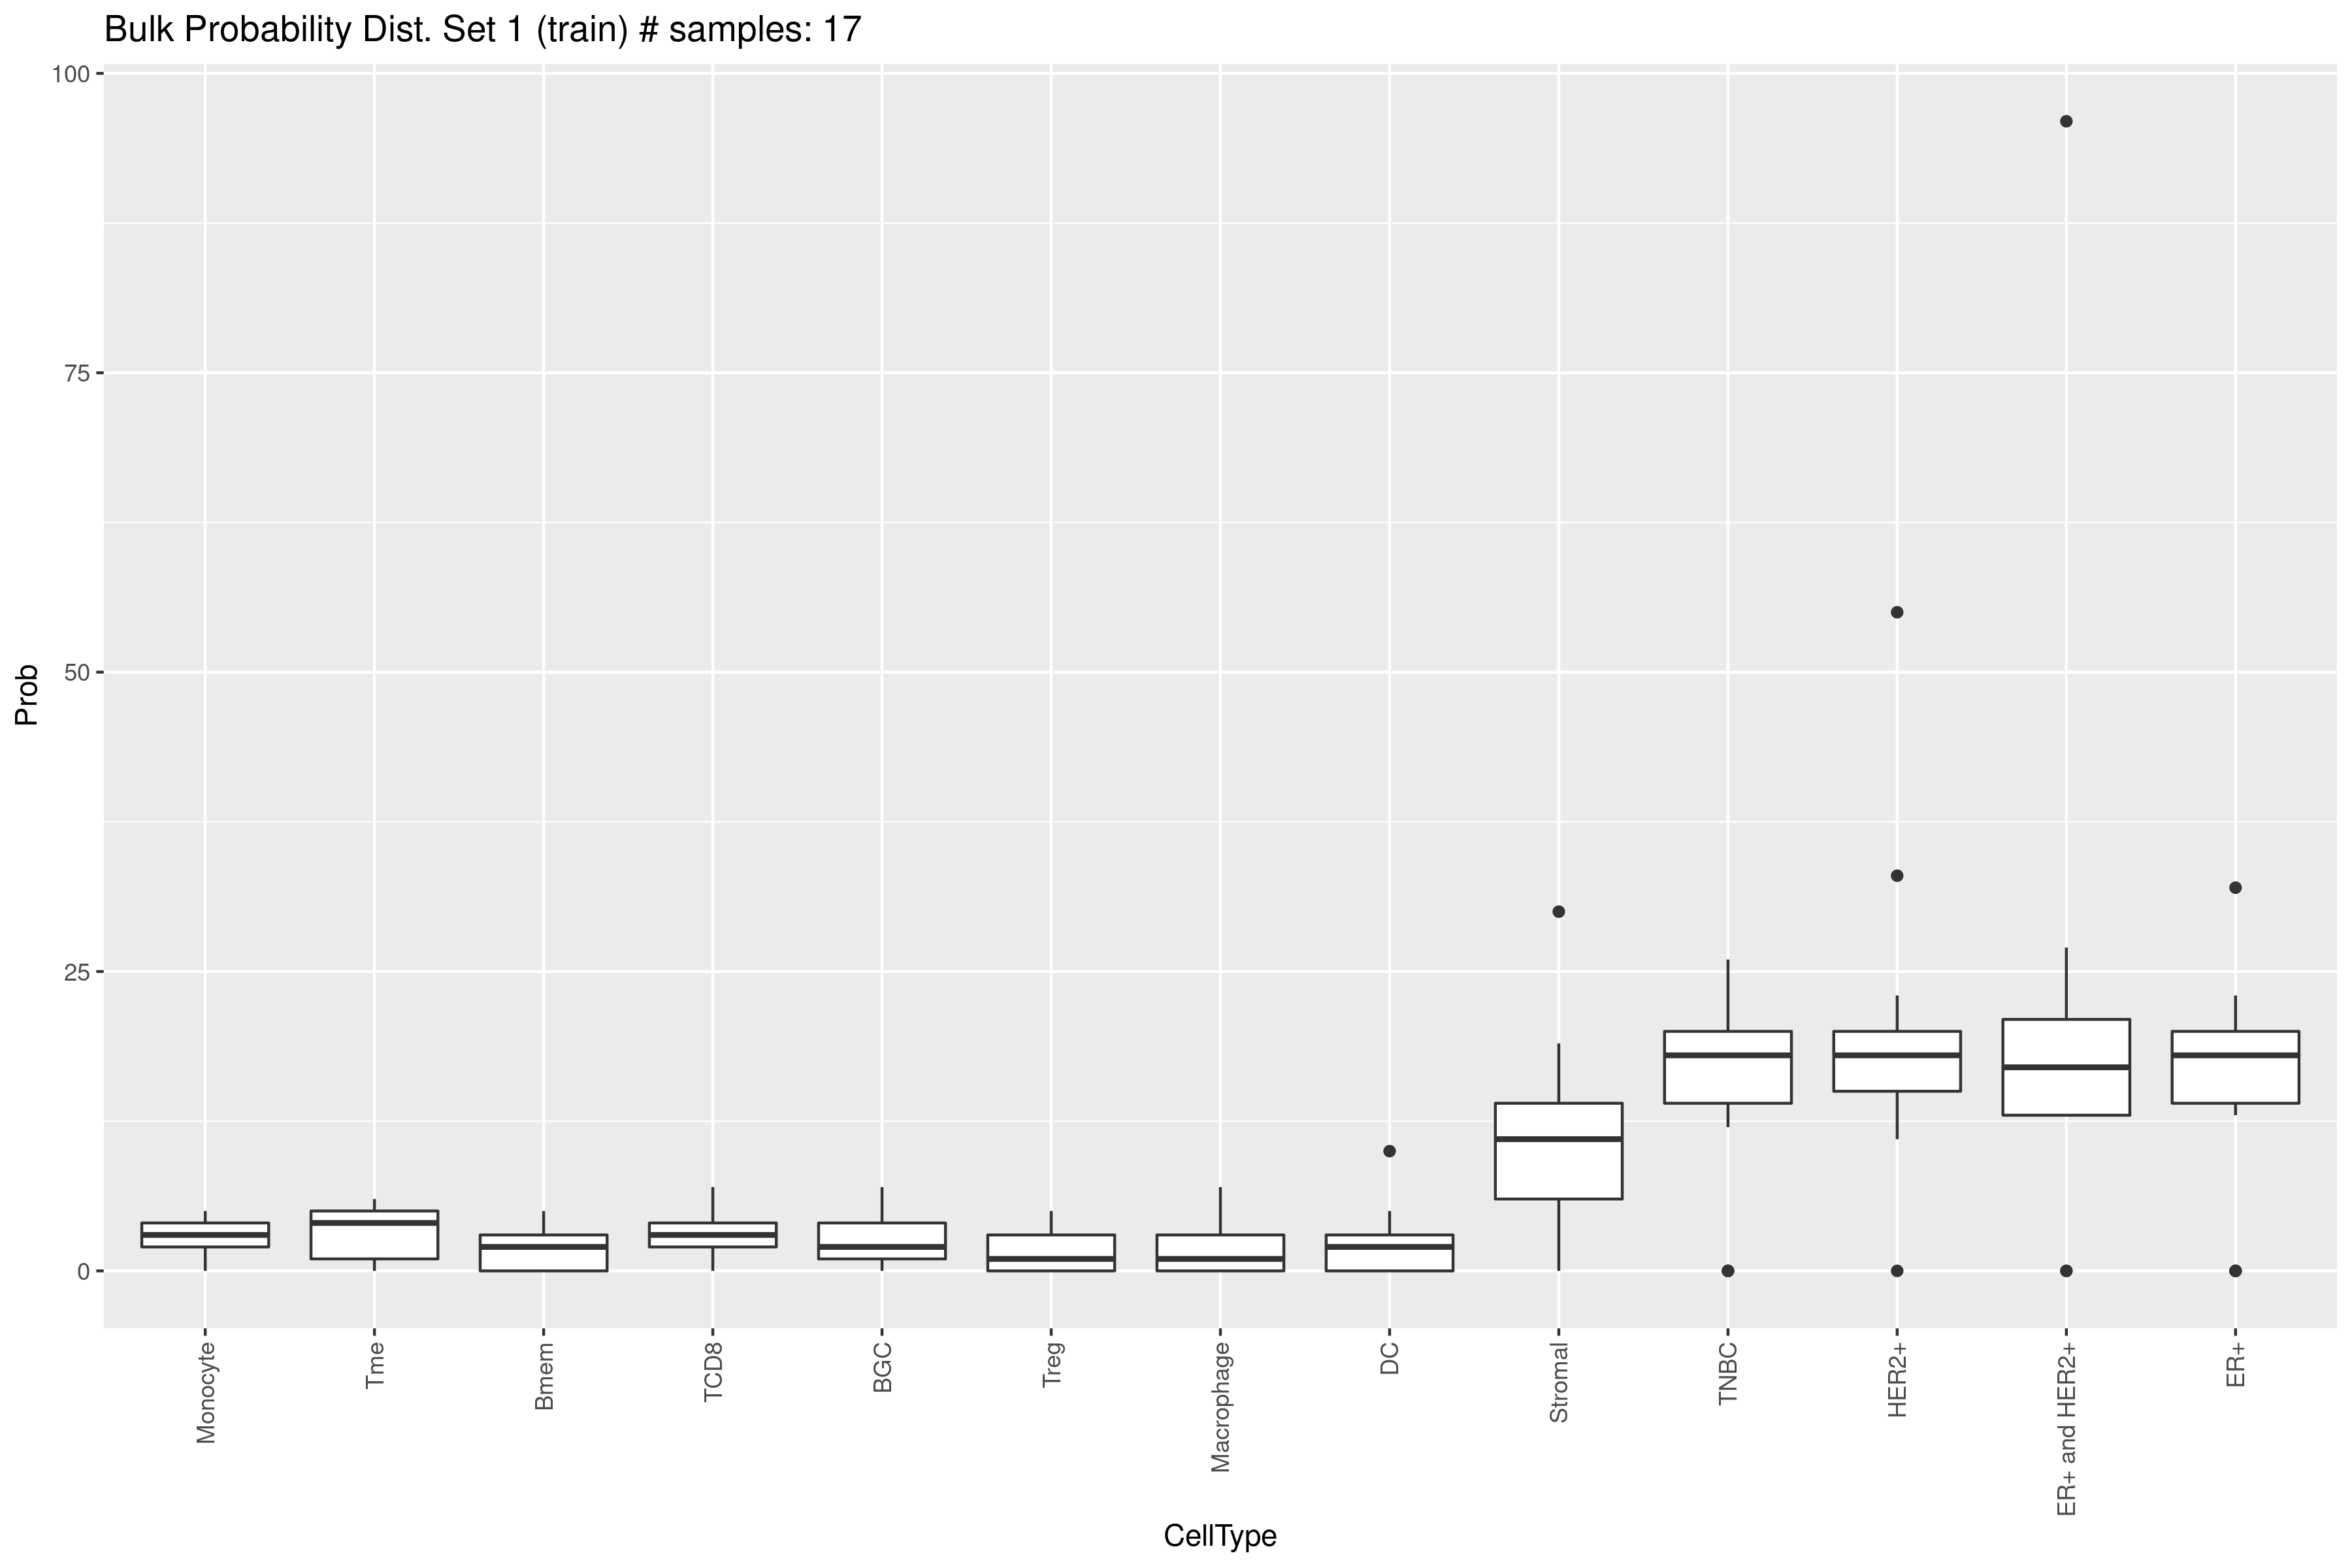 Bulk Probability Dist. Set 1 (train) # samples: 17
100
75
50
25
0
Prob
Monocyte
Tme
Bmem
TCD8
BGC
Treg
Macrophage
DC
Stromal
TNBC
HER2+
ER+ and HER2+
ER+
CellType